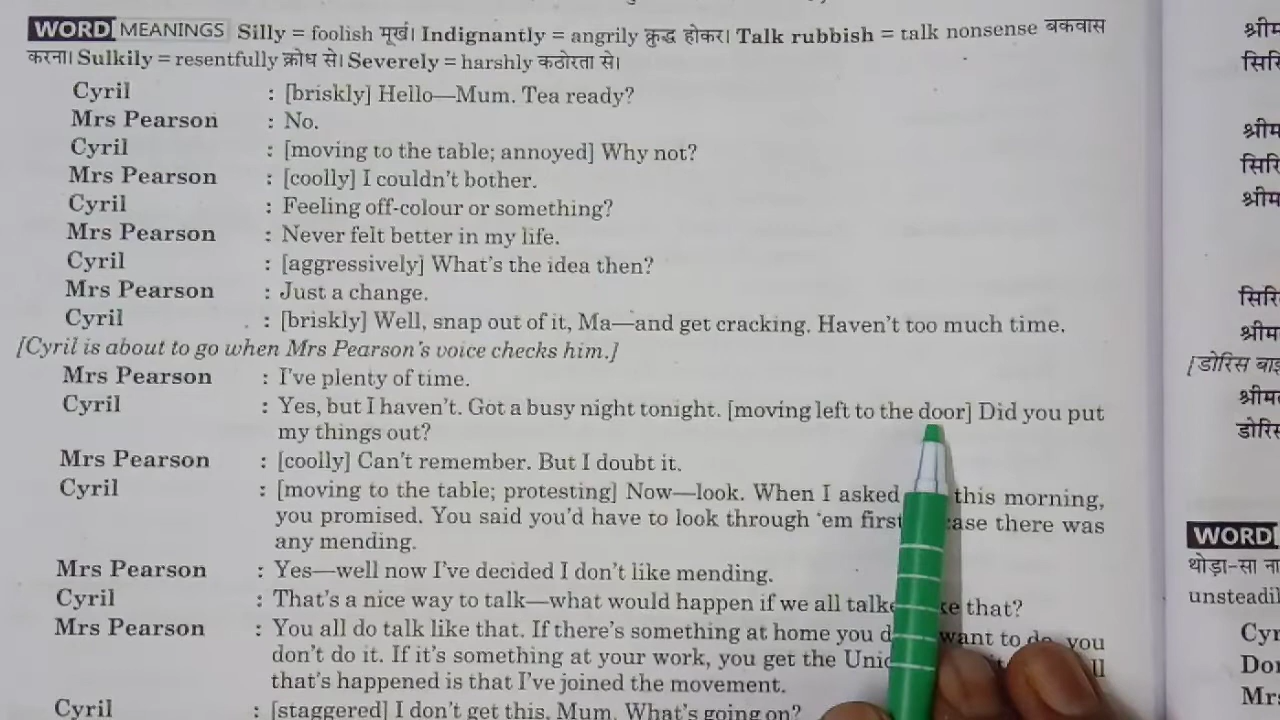 WORD MEANINGS Silly = foolish मूर्ख। Indignantly = angrily क्रुद्ध होकर। Talk rubbish = talk nonsense बकवास
करना। Sulkily = resentfully क्रोध से। Severely = harshly कठोरता से।
Cyril : [briskly] Hello—Mum. Tea ready?
Mrs Pearson : No.
Cyril : [moving to the table; annoyed] Why not?
Mrs Pearson : [coolly] I couldn't bother.
Cyril : Feeling off-colour or something?
Mrs Pearson : Never felt better in my life.
Cyril : [aggressively] What's the idea then?
Mrs Pearson : Just a change.
Cyril : [briskly] Well, snap out of it, Ma—and get cracking. Haven't too much time.
[Cyril is about to go when Mrs Pearson's voice checks him.]
Mrs Pearson : I've plenty of time.
Cyril : Yes, but I haven't. Got a busy night tonight. [moving left to the door] Did you put
my things out?
Mrs Pearson : [coolly] Can't remember. But I doubt it.
Cyril : [moving to the table; protesting] Now—look. When I asked this morning,
you promised. You said you'd have to look through 'em first there was
any mending.
Mrs Pearson : Yes—well now I've decided I don't like mending.
Cyril : That's a nice way to talk—what would happen if we all that?
Mrs Pearson : You all do talk like that. If there's something at home you want to do, you
don't do it. If it's something at your work, you get the
that's happened is that I've joined the movement.
Cyril : [staggered] I don't get this, Mum. What's going on?
श्रीम
सिरि
श्रीम
सिरि
श्रीम
सिरि
श्रीम
[डोरिस बाह
श्रीम
डोरिस
WORD
थोड़ा-सा ना
unsteadil
Cyr
Dor
Mrs